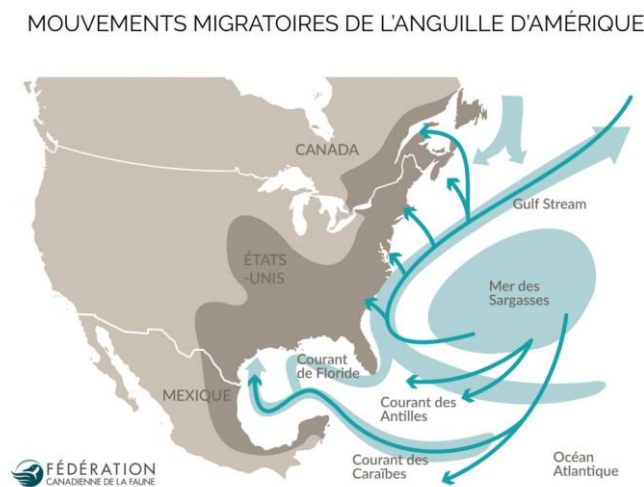 MOUVEMENTS MIGRATOIRES DE L'ANGUILLE D'AMÉRIQUE
CANADA
Gulf Stream
ÉTATS
-UNIS
Mer des
Sargasses
Courant
de Floride
MEXIQUE
Courant des
Antilles
Courant des
Caraïbes
Océan
Atlantique
FÉDÉRATION
CANADIENNE DE LA FAUNE